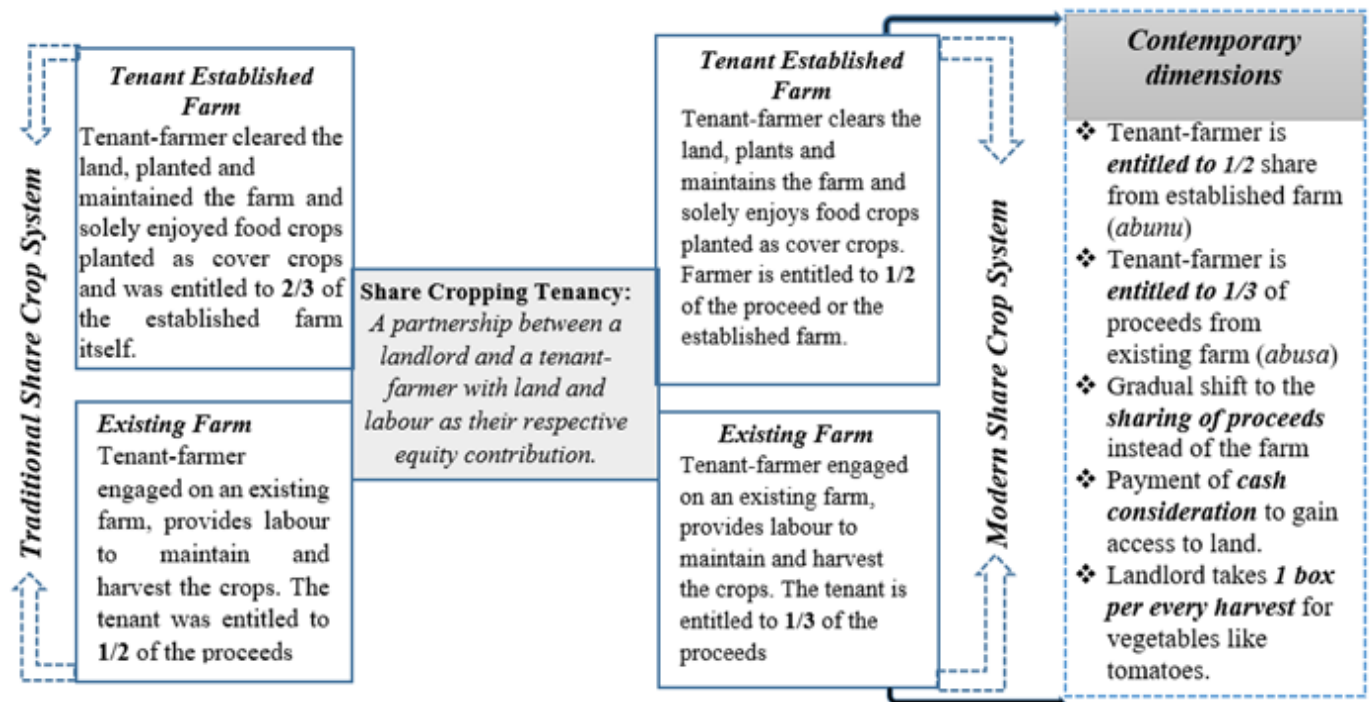 Traditional Share Crop System
Tenant Established
Farm
Tenant-farmer cleared the
land, planted and
maintained the farm and
solely enjoyed food crops
planted as cover crops
and was entitled to 2/3 of
the established farm
itself.
Existing Farm
Tenant-farmer
engaged on an existing
farm, provides labour
to maintain and
harvest the crops. The
tenant was entitled to
1/2 of the proceeds
Share Cropping Tenancy:
A partnership between a
landlord and a tenant-
farmer with land and
labour as their respective
equity contribution.
Tenant Established
Farm
Tenant-farmer clears the
land, plants and
maintains the farm and
solely enjoys food crops
planted as cover crops.
Farmer is entitled to 1/2
of the proceed or the
established farm.
Existing Farm
Tenant-farmer engaged
on an existing farm,
provides labour to
maintain and harvest
the crops. The tenant is
entitled to 1/3 of the
proceeds
Modern Share Crop System
Contemporary
dimensions
❖ Tenant-farmer is
entitled to 1/2 share
from established farm
(abunu)
❖ Tenant-farmer is
entitled to 1/3 of
proceeds from
existing farm (abusa)
❖ Gradual shift to the
sharing of proceeds
instead of the farm
❖ Payment of cash
consideration to gain
access to land.
❖ Landlord takes 1 box
per every harvest for
vegetables like
tomatoes.